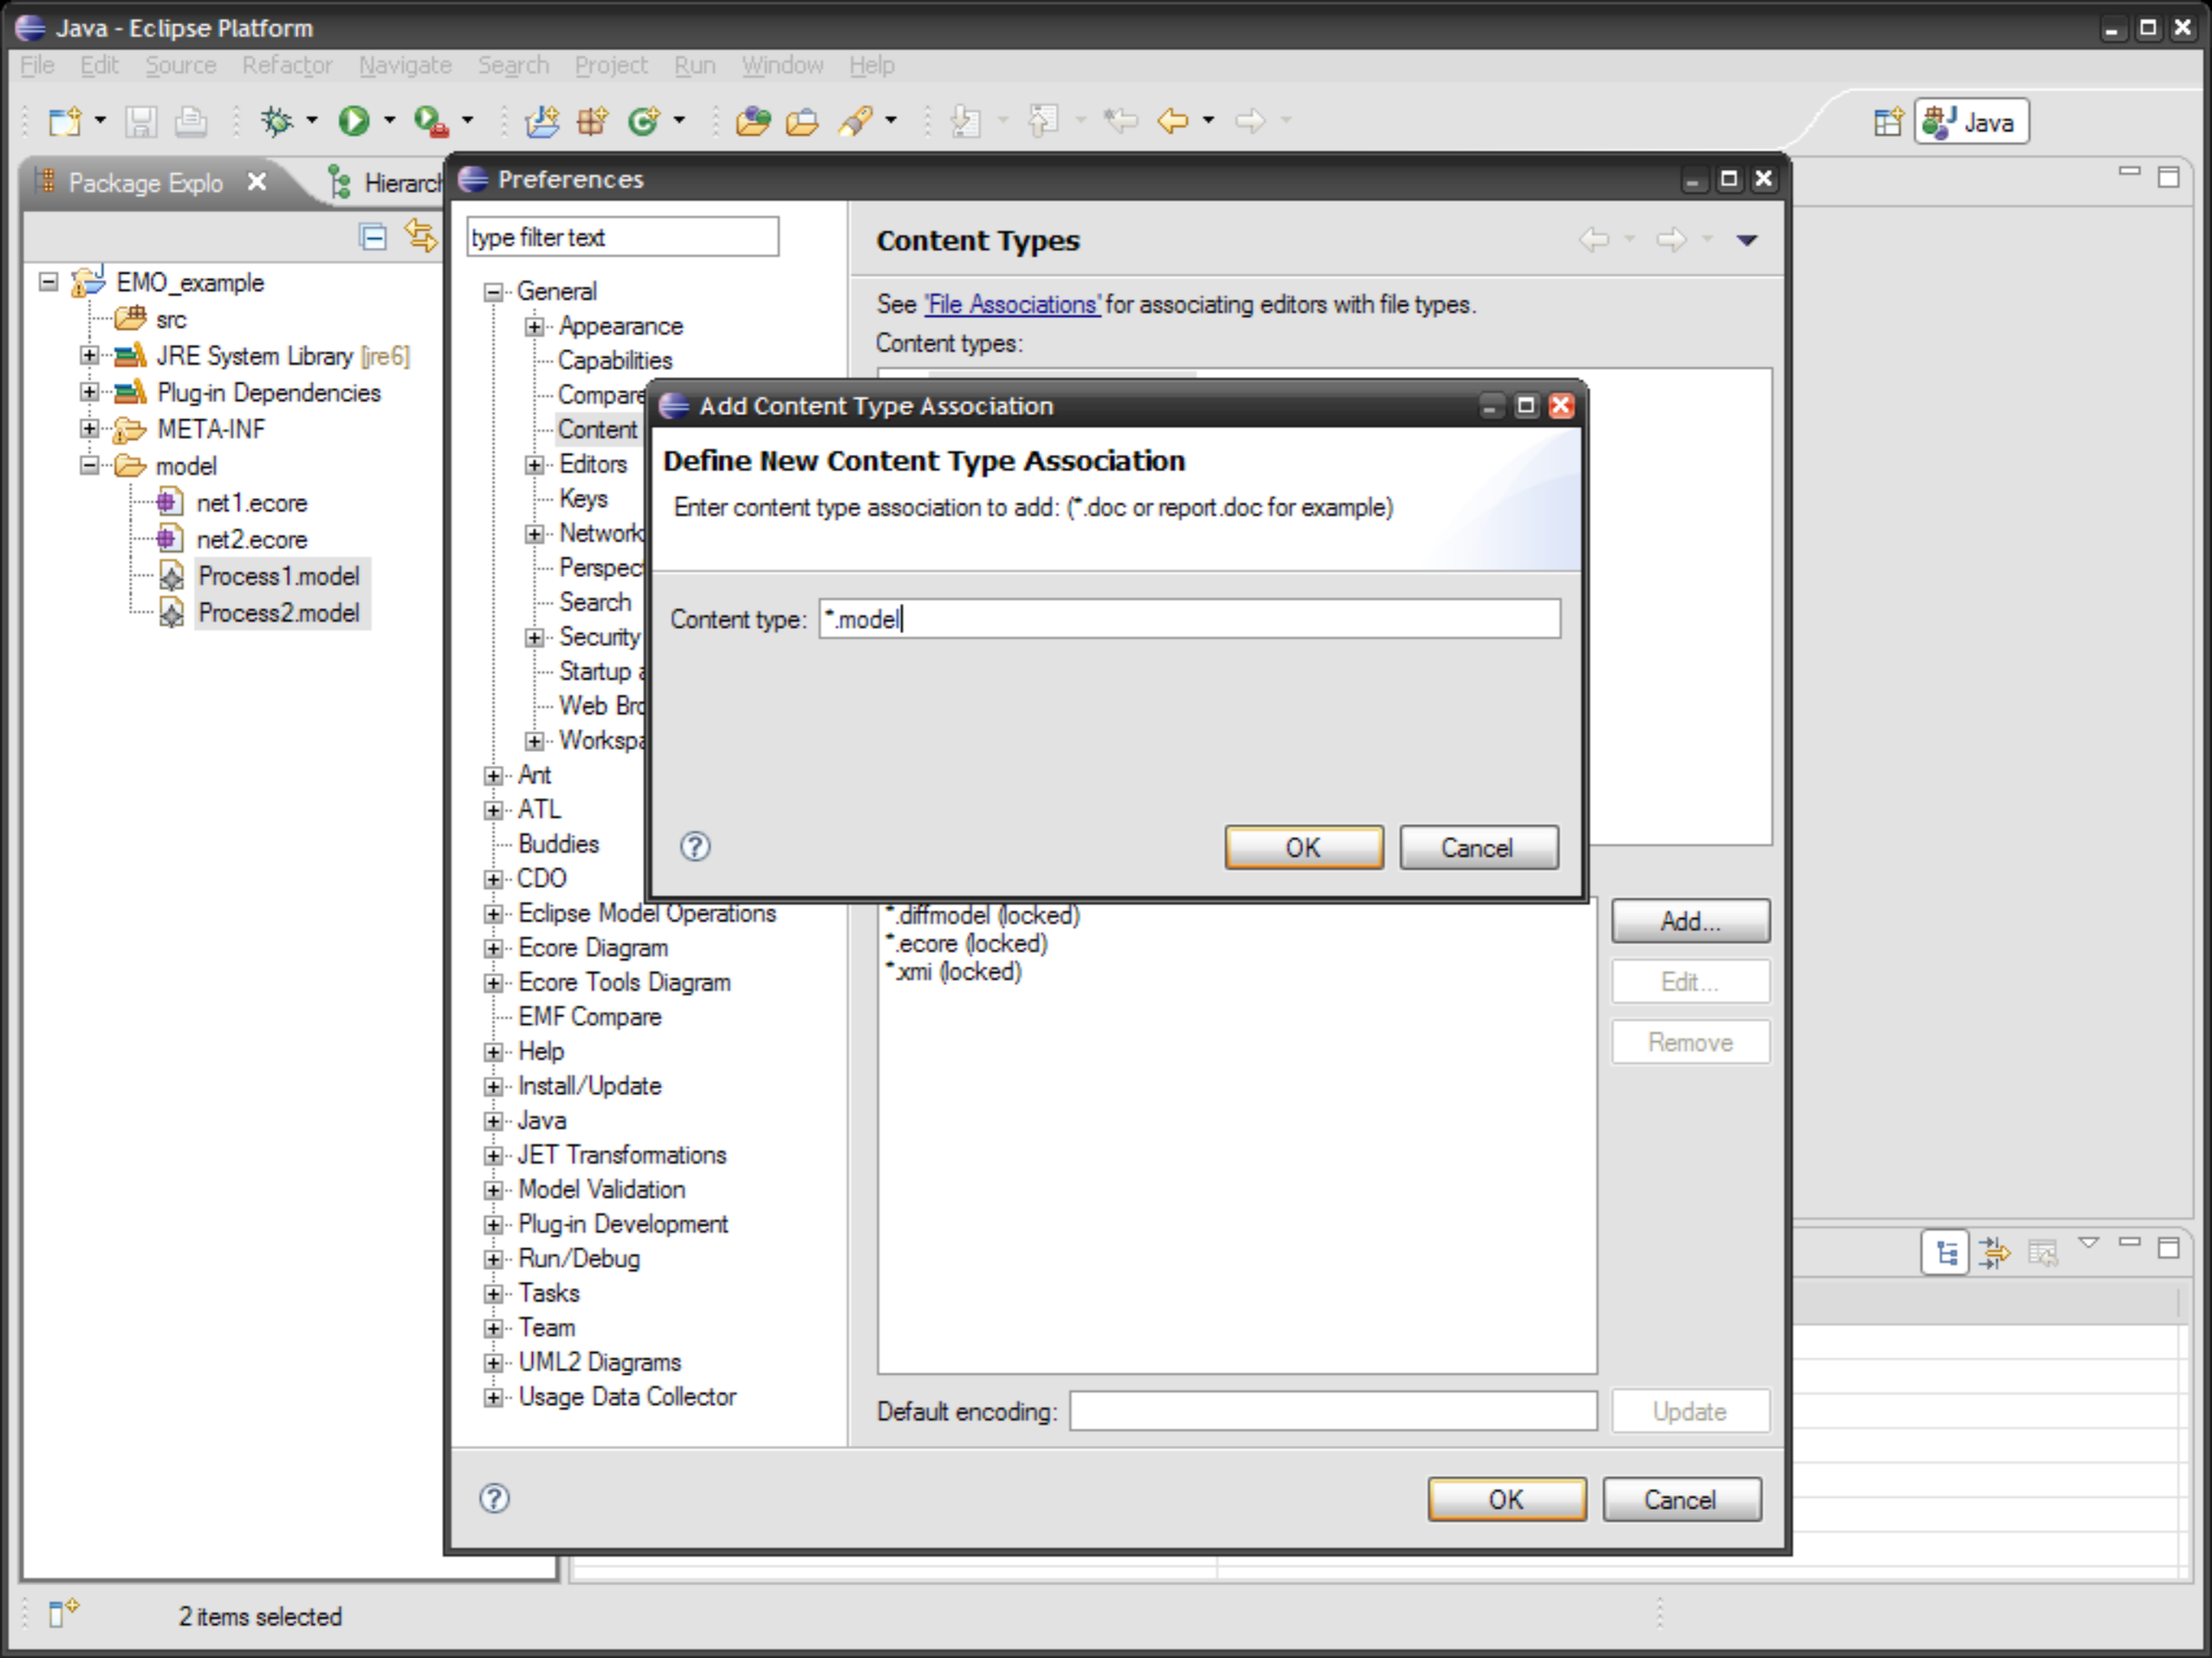 Java - Eclipse Platform
File Edit Source Refactor Navigate Search Project Run Window Help
Java
Package Explo
Hierarch
EMO_example
src
JRE System Library [jre6]
Plug-in Dependencies
META-INF
model
net1.ecore
net2.ecore
Process1.model
Process2.model
Preferences
type filter text
General
Appearance
Capabilities
Compare
Content
Editors
Keys
Network
Perspec
Search
Security
Startup a
Web Bro
Workspa
Ant
ATL
Buddies
CDO
Eclipse Model Operations
Ecore Diagram
Ecore Tools Diagram
EMF Compare
Help
Install/Update
Java
JET Transformations
Model Validation
Plug-in Development
Run/Debug
Tasks
Team
UML2 Diagrams
Usage Data Collector
Content Types
See 'File Associations' for associating editors with file types.
Content types:
Add Content Type Association
Define New Content Type Association
Enter content type association to add: (*.doc or report.doc for example)
Content type: *.model
OK Cancel
*.diffmodel (locked)
*.ecore (locked)
*.xmi (locked)
Add...
Edit...
Remove
Default encoding:
Update
OK Cancel
2 items selected